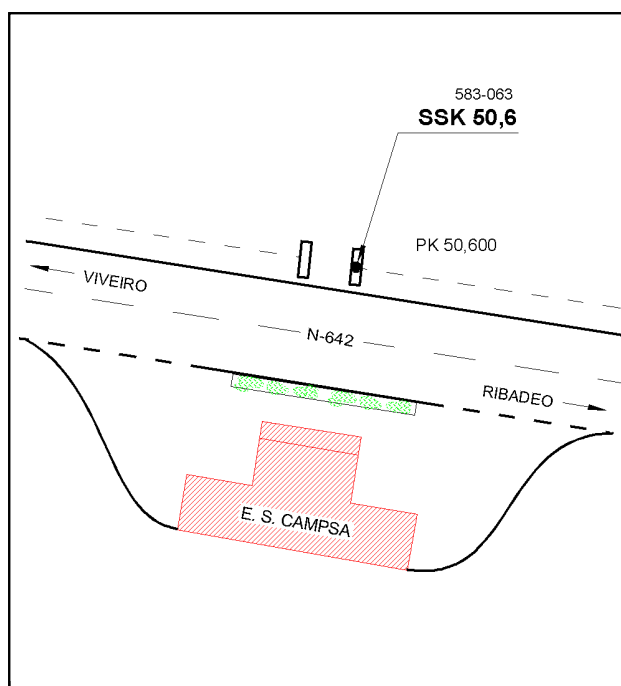 583-063
SSK 50,6
PK 50,600
VIVEIRO
N-642
RIBADEO
E. S. CAMPSA